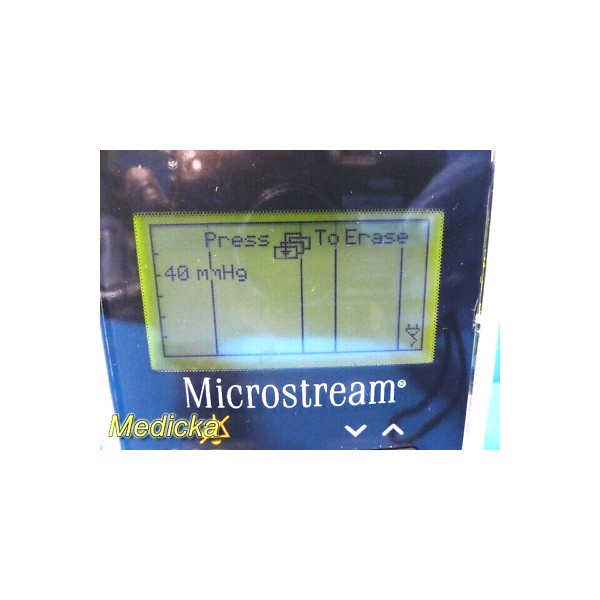 Press To Erase
40 mmHg
Microstream®
Medicka